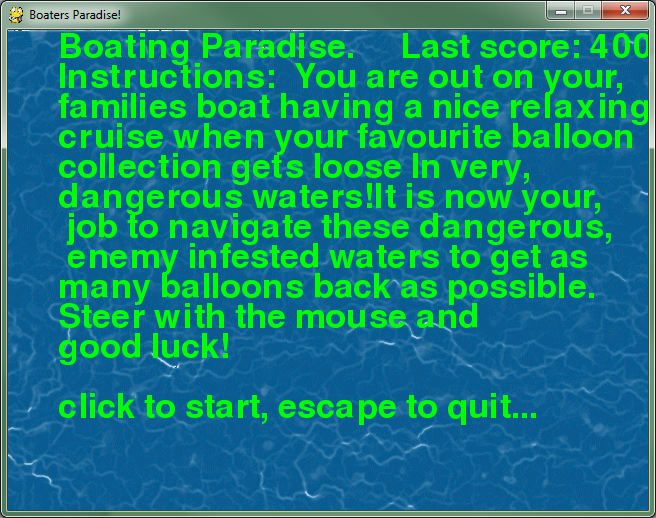 Boaters Paradise!
Boating Paradise. Last score: 400
Instructions: You are out on your,
families boat having a nice relaxing
cruise when your favourite balloon
collection gets loose In very,
dangerous waters!It is now your,
job to navigate these dangerous,
enemy infested waters to get as
many balloons back as possible.
Steer with the mouse and
good luck!
click to start, escape to quit...